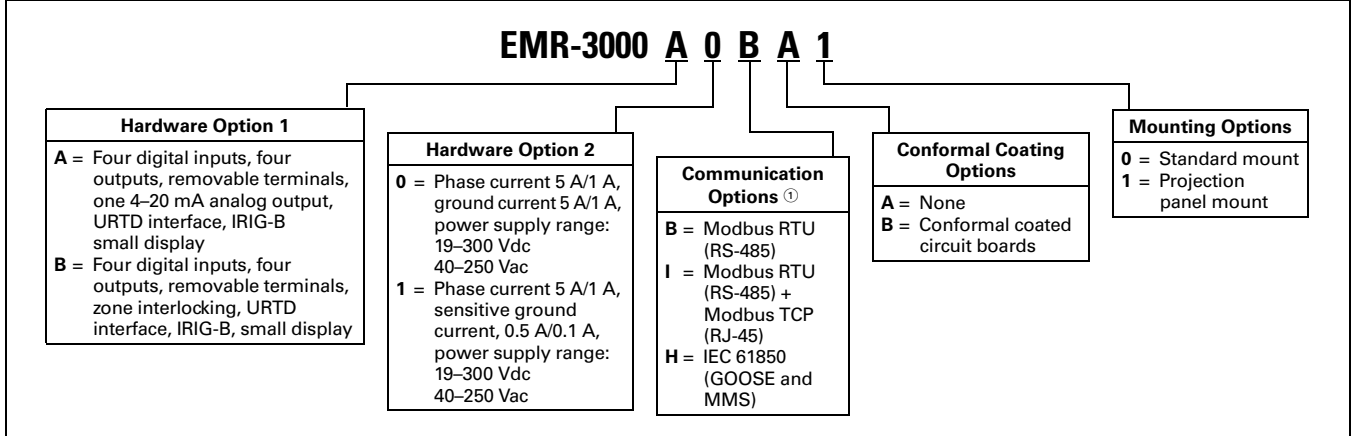 EMR-3000 A 0 B A 1
Hardware Option 1
A = Four digital inputs, four
outputs, removable terminals,
one 4–20 mA analog output,
URTD interface, IRIG-B
small display
B = Four digital inputs, four
outputs, removable terminals,
zone interlocking, URTD
interface, IRIG-B, small display
Hardware Option 2
0 = Phase current 5 A/1 A,
ground current 5 A/1 A,
power supply range:
19–300 Vdc
40–250 Vac
1 = Phase current 5 A/1 A,
sensitive ground
current, 0.5 A/0.1 A,
power supply range:
19–300 Vdc
40–250 Vac
Communication
Options ①
B = Modbus RTU
(RS-485)
I = Modbus RTU
(RS-485) +
Modbus TCP
(RJ-45)
H = IEC 61850
(GOOSE and
MMS)
Conformal Coating
Options
A = None
B = Conformal coated
circuit boards
Mounting Options
0 = Standard mount
1 = Projection
panel mount